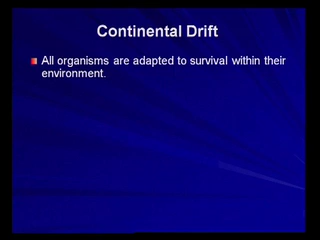 Continental Drift
All organisms are adapted to survival within their
environment.